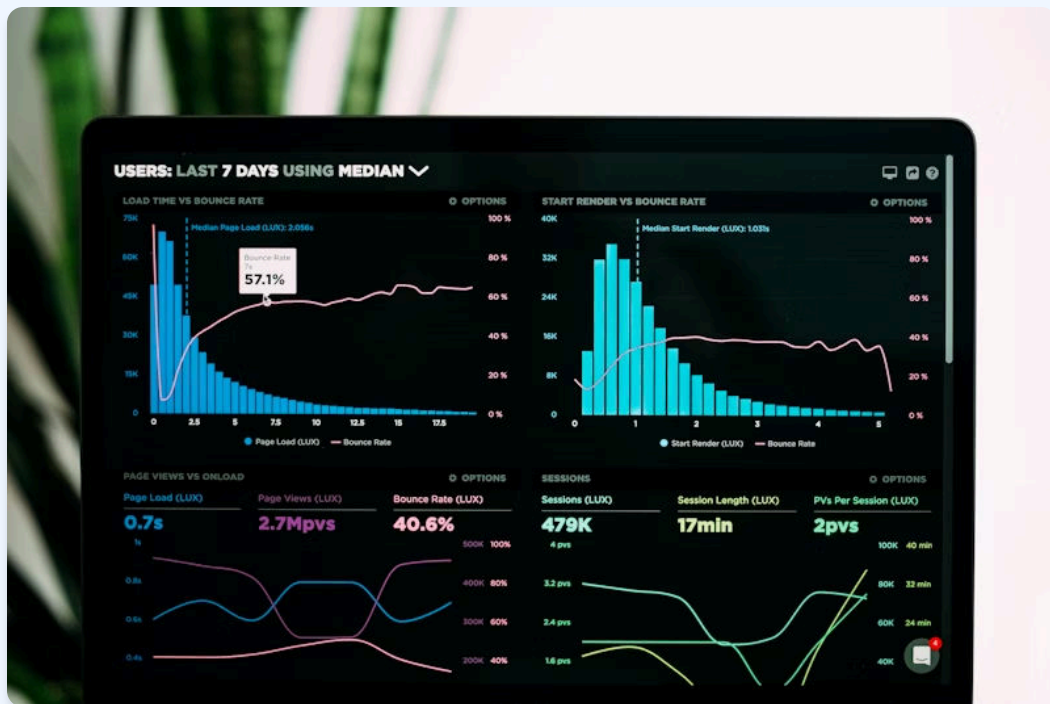 USERS: LAST 7 DAYS USING MEDIAN
LOAD TIME VS BOUNCE RATE
OPTIONS
75K
60K
45K
30K
15K
0
100 %
80 %
60 %
40 %
20 %
0 %
Median Page Load (LUX): 2.056s
Bounce Rate
7s
57.1%
0 2.5 5 7.5 10 12.5 15 17.5
Page Load (LUX) Bounce Rate
START RENDER VS BOUNCE RATE
OPTIONS
40K
32K
24K
16K
8K
0
100 %
80 %
60 %
40 %
20 %
0 %
Median Start Render (LUX): 1.031s
0 1 2 3 4 5
Start Render (LUX) Bounce Rate
PAGE VIEWS VS ONLOAD
OPTIONS
Page Load (LUX) Page Views (LUX) Bounce Rate (LUX)
0.7s 2.7Mpvs 40.6%
1s
0.8s
0.6s
0.4s
500K 100%
400K 80%
300K 60%
200K 40%
SESSIONS
OPTIONS
Sessions (LUX) Session Length (LUX) PVs Per Session (LUX)
479K 17min 2pvs
4 pvs
3.2 pvs
2.4 pvs
1.6 pvs
100K 40 min
80K 32 min
60K 24 min
40K
4